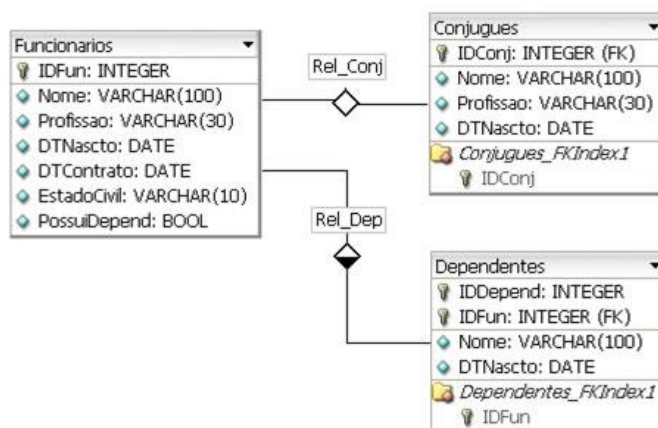 Funcionarios
IDFun: INTEGER
Nome: VARCHAR(100)
Profissao: VARCHAR(30)
DTNascto: DATE
DTContrato: DATE
EstadoCivil: VARCHAR(10)
PossuiDepend: BOOL
Rel_Conj
Rel_Dep
Conjugues
IDConj: INTEGER (FK)
Nome: VARCHAR(100)
Profissao: VARCHAR(30)
DTNascto: DATE
Conjugues_FKIndex1
IDConj
Dependentes
IDDepend: INTEGER
IDFun: INTEGER (FK)
Nome: VARCHAR(100)
DTNascto: DATE
Dependentes_FKIndex1
IDFun